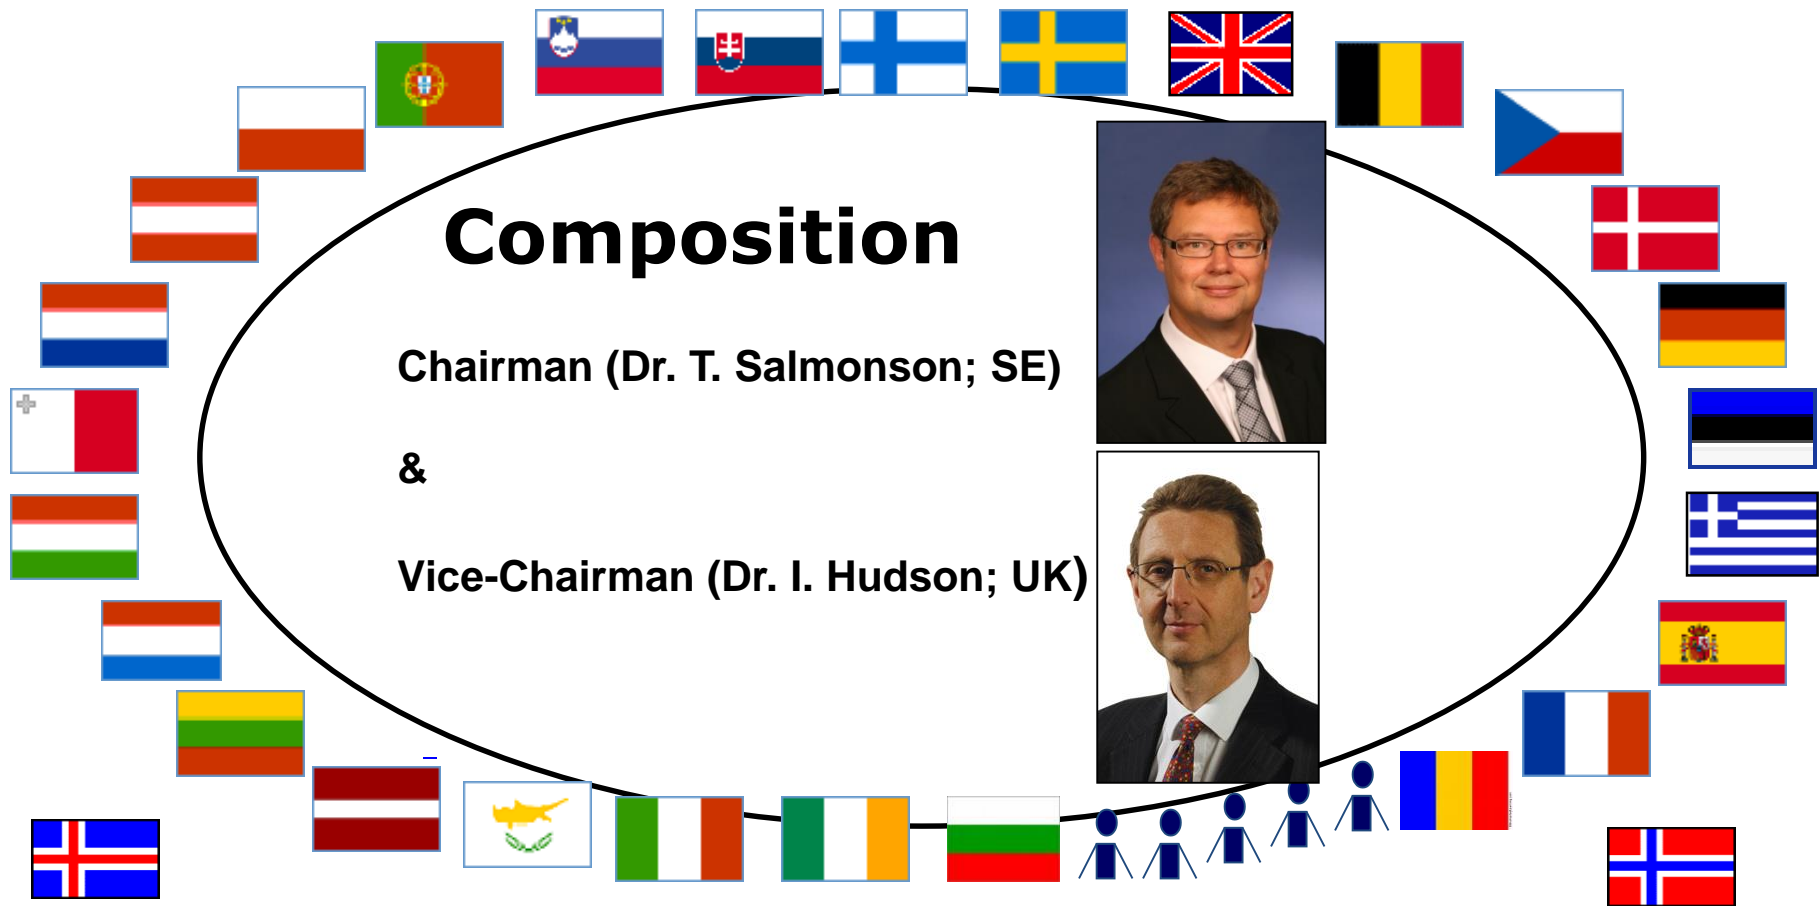 Composition
Chairman (Dr. T. Salmonson; SE)
&
Vice-Chairman (Dr. I. Hudson; UK)